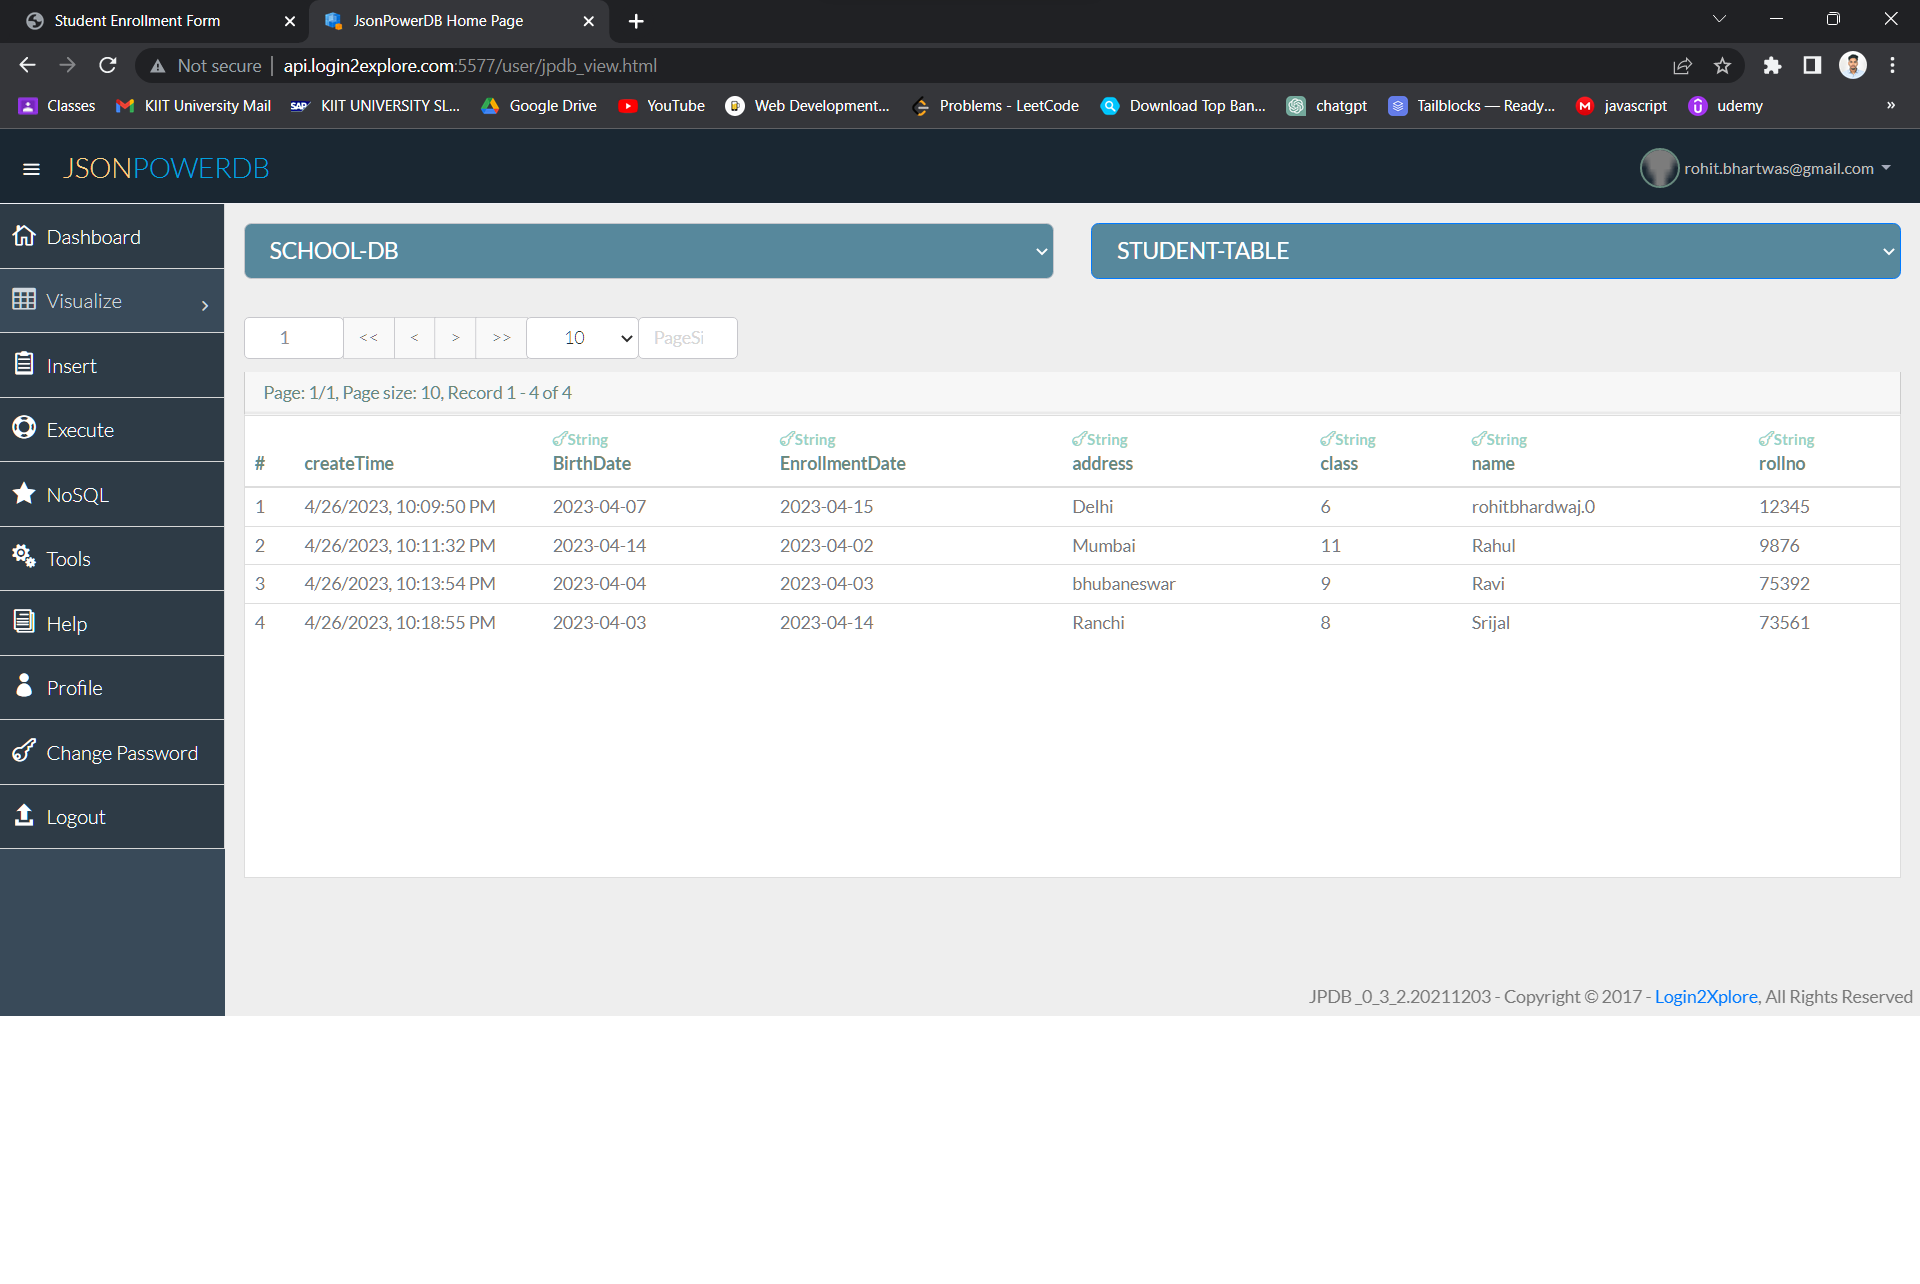 Student Enrollment Form
JsonPowerDB Home Page
Not secure | api.login2explore.com:5577/user/jpdb_view.html
Classes
KIIT University Mail
SAP KIIT UNIVERSITY SL...
Google Drive
YouTube
Web Development...
Problems - LeetCode
Download Top Ban...
chatgpt
Tailblocks — Ready...
M javascript
udemy
»
JSONPOWERDB
rohit.bhartwas@gmail.com
Dashboard
Visualize
Insert
Execute
NoSQL
Tools
Help
Profile
Change Password
Logout
SCHOOL-DB
STUDENT-TABLE
1 << < > >> 10 PageSi
Page: 1/1, Page size: 10, Record 1 - 4 of 4
String String String String String String
# createTime BirthDate EnrollmentDate address class name rollno
1 4/26/2023, 10:09:50 PM 2023-04-07 2023-04-15 Delhi 6 rohitbhardwaj.0 12345
2 4/26/2023, 10:11:32 PM 2023-04-14 2023-04-02 Mumbai 11 Rahul 9876
3 4/26/2023, 10:13:54 PM 2023-04-04 2023-04-03 bhubaneswar 9 Ravi 75392
4 4/26/2023, 10:18:55 PM 2023-04-03 2023-04-14 Ranchi 8 Srijal 73561
JPDB_0_3_2.20211203 - Copyright © 2017 - Login2Xplore, All Rights Reserved